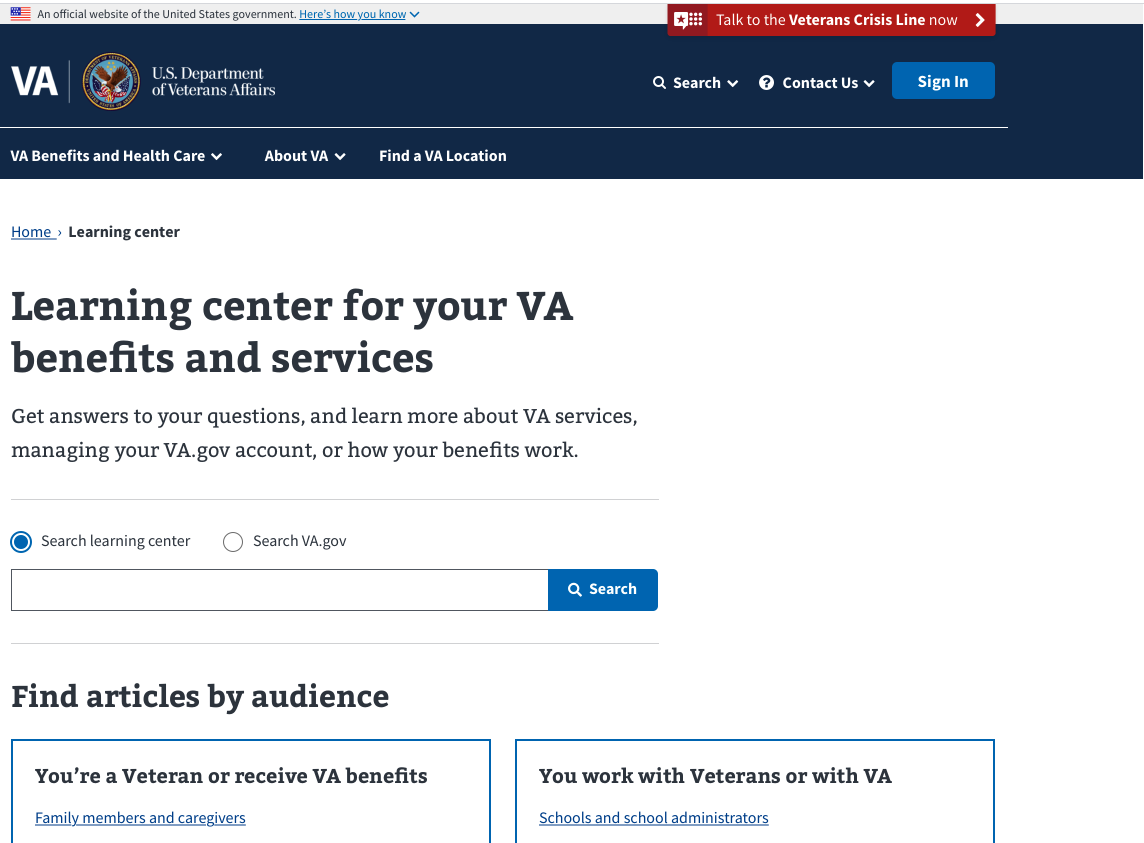 An official website of the United States government. Here's how you know
Talk to the Veterans Crisis Line now
VA
U.S. Department
of Veterans Affairs
Search
Contact Us
Sign In
VA Benefits and Health Care
About VA
Find a VA Location
Home › Learning center
Learning center for your VA
benefits and services
Get answers to your questions, and learn more about VA services,
managing your VA.gov account, or how your benefits work.
Search learning center
Search VA.gov
Search
Find articles by audience
You’re a Veteran or receive VA benefits
Family members and caregivers
You work with Veterans or with VA
Schools and school administrators